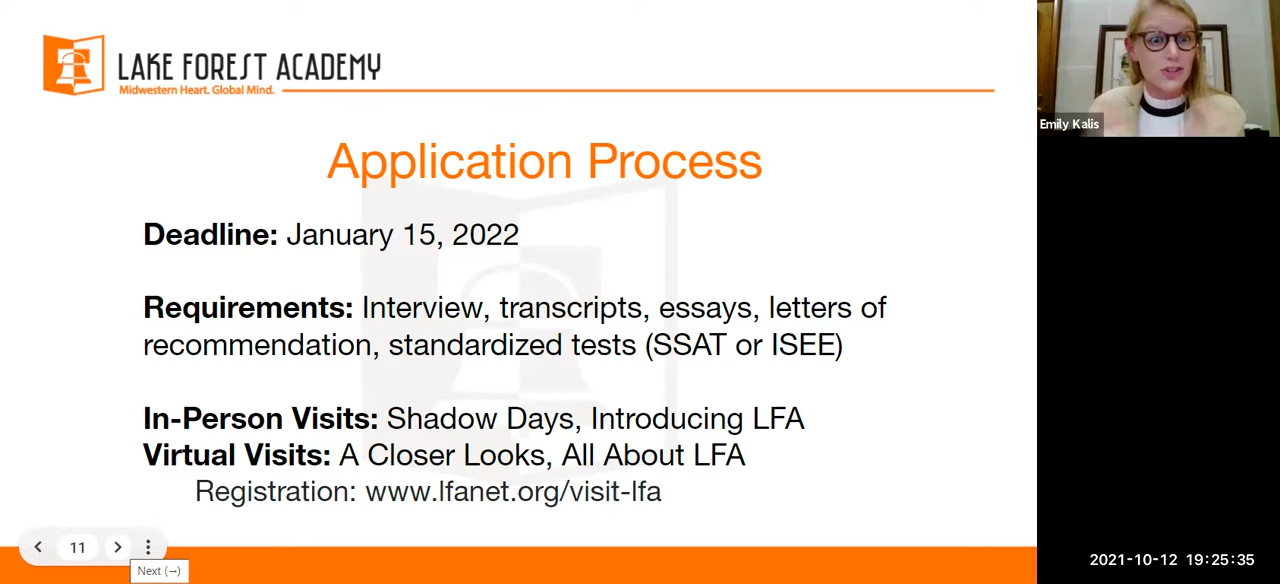 LAKE FOREST ACADEMY
Midwestern Heart. Global Mind.
Emily Kalis
Application Process
Deadline: January 15, 2022
Requirements: Interview, transcripts, essays, letters of
recommendation, standardized tests (SSAT or ISEE)
In-Person Visits: Shadow Days, Introducing LFA
Virtual Visits: A Closer Looks, All About LFA
Registration: www.lfanet.org/visit-lfa
11
Next (→)
2021-10-12 19:25:35